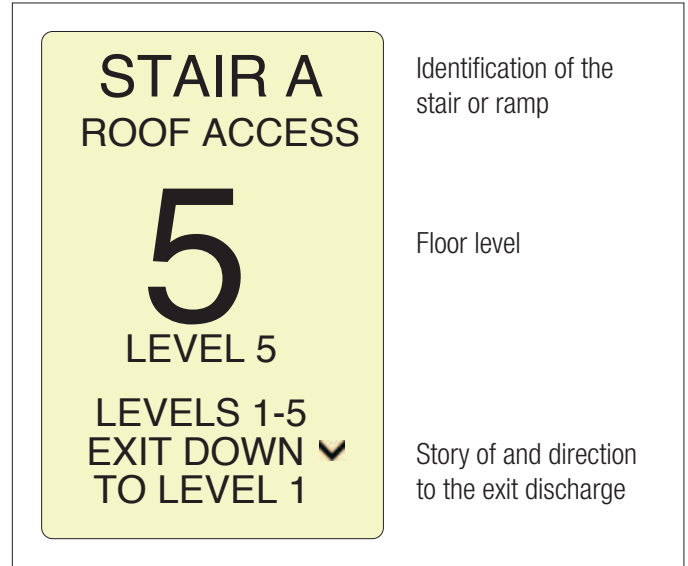 STAIR A
ROOF ACCESS
5
LEVEL 5
LEVELS 1-5
EXIT DOWN
TO LEVEL 1
Identification of the
stair or ramp
Floor level
Story of and direction
to the exit discharge